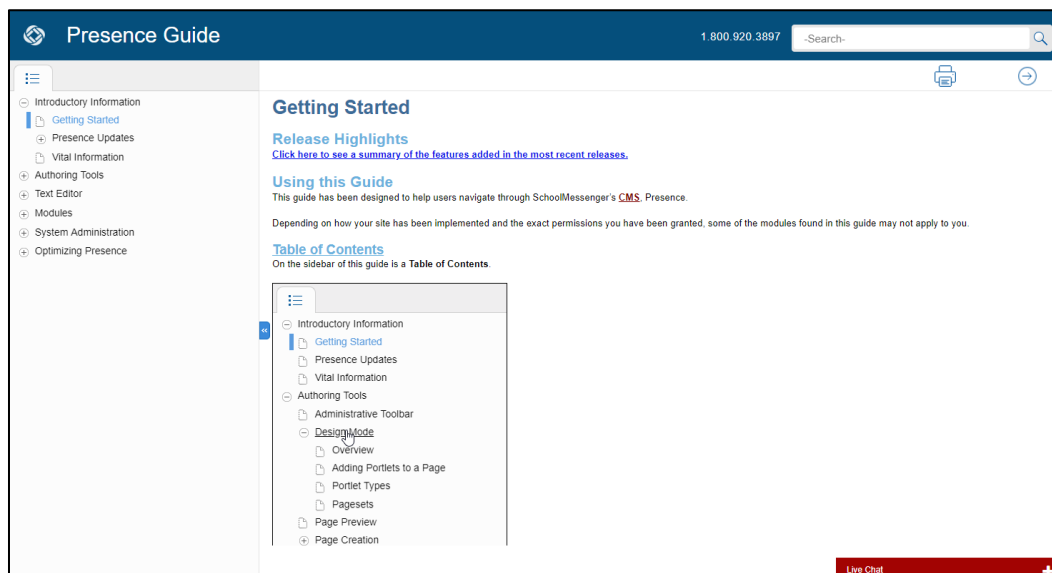 Presence Guide
1.800.920.3897
-Search-
Introductory Information
Getting Started
Presence Updates
Vital Information
Authoring Tools
Text Editor
Modules
System Administration
Optimizing Presence
Getting Started
Release Highlights
Click here to see a summary of the features added in the most recent releases.
Using this Guide
This guide has been designed to help users navigate through SchoolMessenger's CMS, Presence.
Depending on how your site has been implemented and the exact permissions you have been granted, some of the modules found in this guide may not apply to you.
Table of Contents
On the sidebar of this guide is a Table of Contents.
Introductory Information
Getting Started
Presence Updates
Vital Information
Authoring Tools
Administrative Toolbar
Design Mode
Overview
Adding Portlets to a Page
Portlet Types
Pagesets
Page Preview
Page Creation
Live Chat